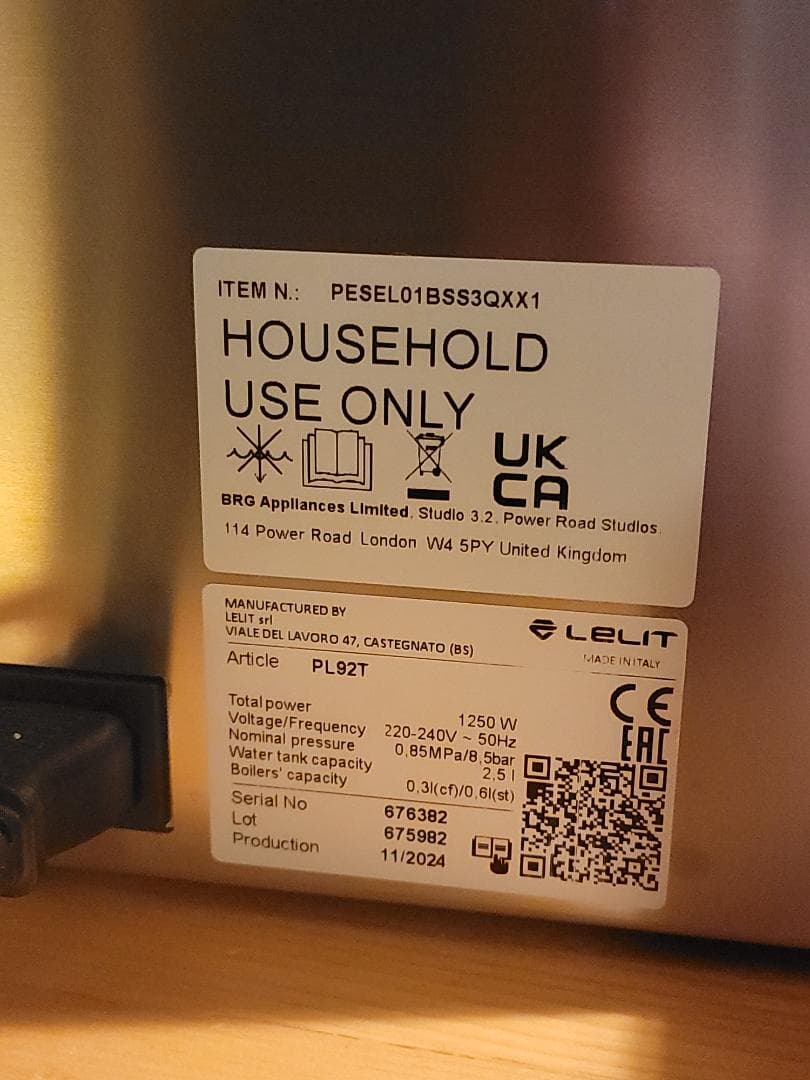 ITEM N.: PESEL01BSS3QXX1
HOUSEHOLD
USE ONLY
UK
CA
BRG Appliances Limited, Studio 3.2, Power Road Studios,
114 Power Road London W4 5PY United Kingdom
MANUFACTURED BY
LELIT srl
VIALE DEL LAVORO 47, CASTEGNATO (BS)
LELIT
MADE IN ITALY
Article PL92T
CE
EAC
Total power 1250 W
Voltage/Frequency 220-240V ~ 50Hz
Nominal pressure 0,85MPa/8,5bar
Water tank capacity 2,5 l
Boilers' capacity 0,3l(cf)/0,6l(st)
Serial No 676382
Lot 675982
Production 11/2024